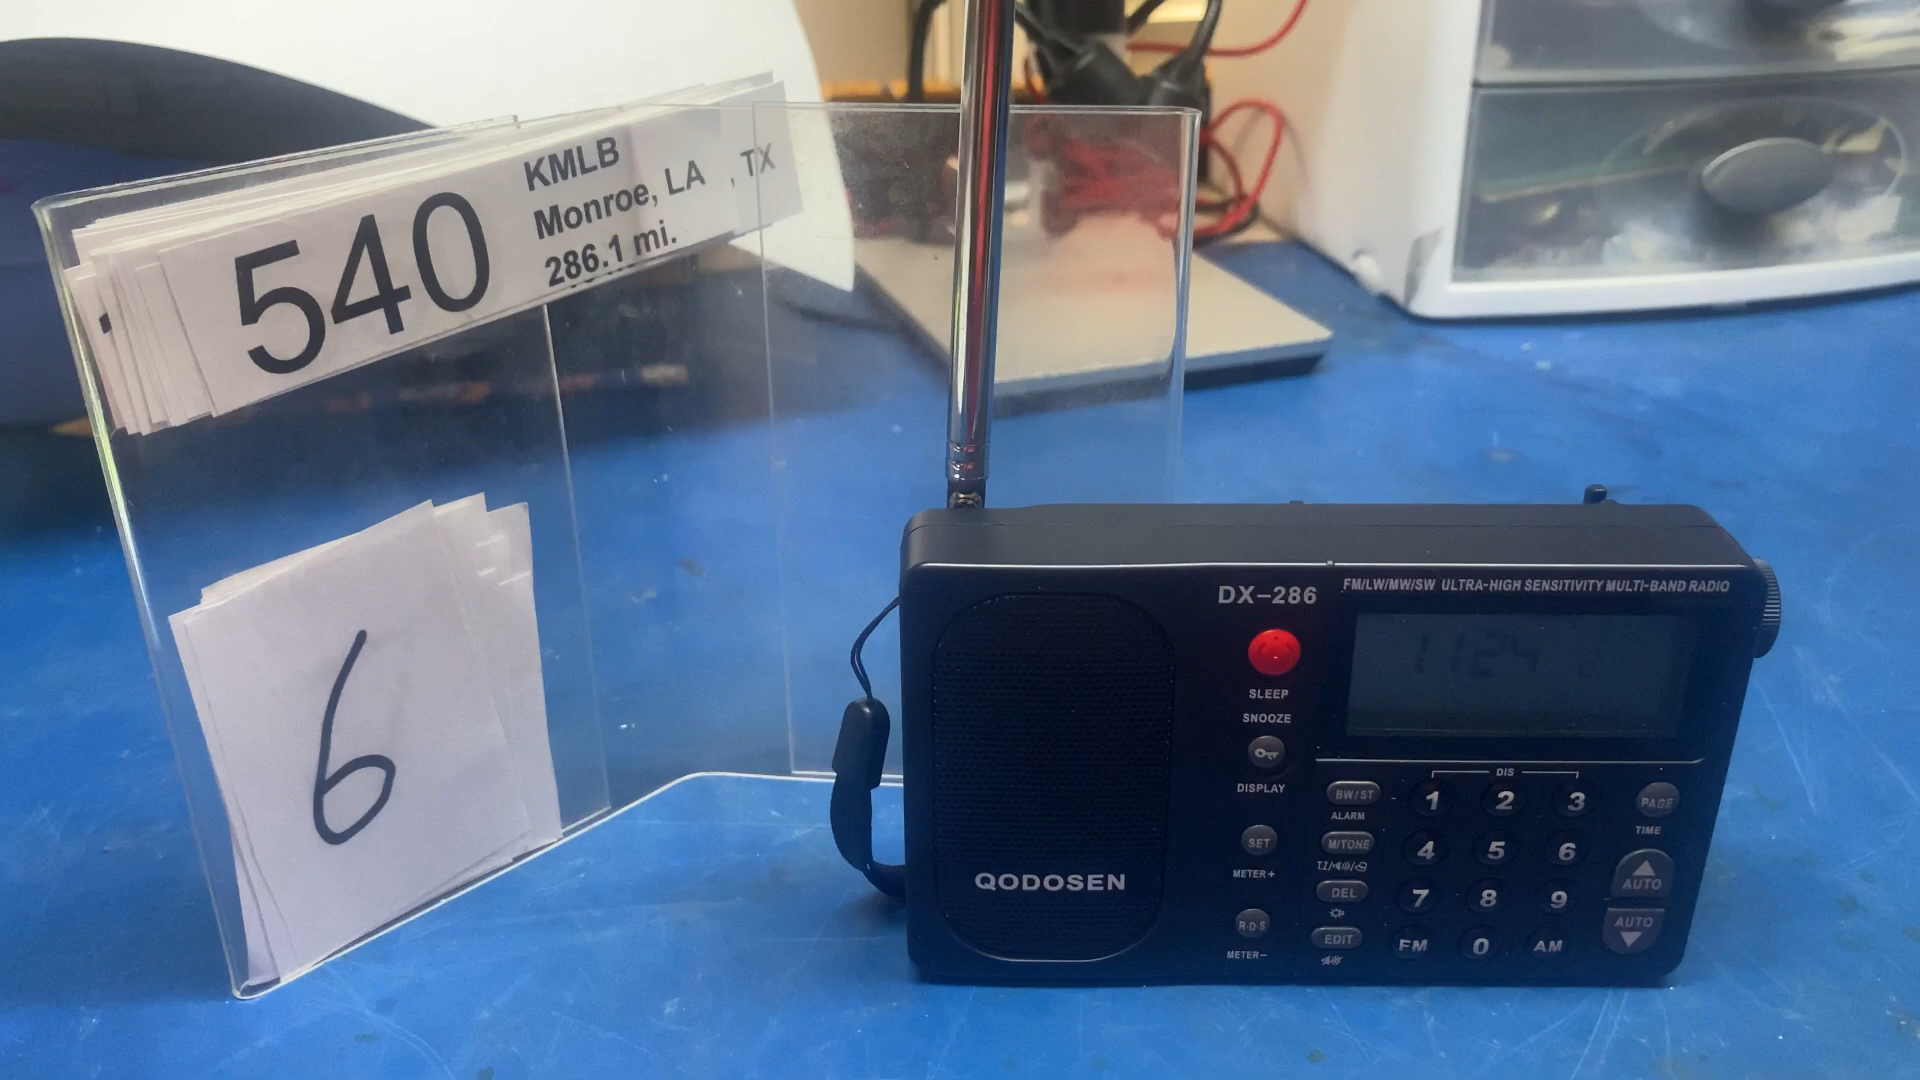 540
KMLB
Monroe, LA , TX
286.1 mi.
6
DX-286
FM/LW/MW/SW ULTRA-HIGH SENSITIVITY MULTI-BAND RADIO
SLEEP
SNOOZE
DISPLAY
SET
METER+
R·D·S
METER−
QODOSEN
DIS
BW/ST 1 2 3 PAGE
ALARM TIME
M/TONE 4 5 6
AUTO
DEL 7 8 9
AUTO
EDIT FM 0 AM